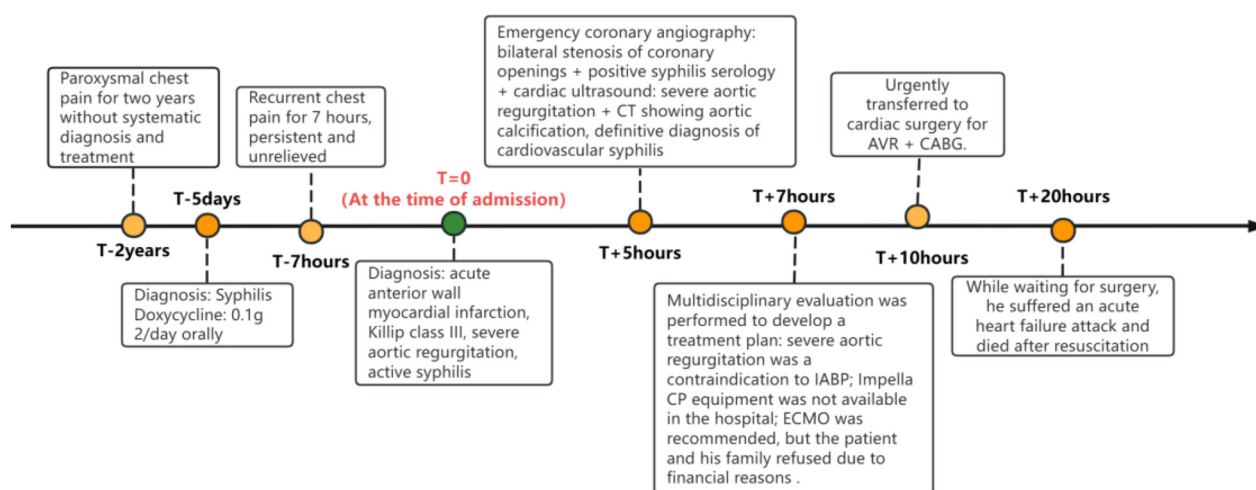 Paroxysmal chest
pain for two years
without systematic
diagnosis and
treatment
T-2years
T-5days
Diagnosis: Syphilis
Doxycycline: 0.1g
2/day orally
Recurrent chest
pain for 7 hours,
persistent and
unrelieved
T-7hours
T=0
(At the time of admission)
Diagnosis: acute
anterior wall
myocardial infarction,
Killip class III, severe
aortic regurgitation,
active syphilis
Emergency coronary angiography:
bilateral stenosis of coronary
openings + positive syphilis serology
+ cardiac ultrasound: severe aortic
regurgitation + CT showing aortic
calcification, definitive diagnosis of
cardiovascular syphilis
T+5hours
T+7hours
Multidisciplinary evaluation was
performed to develop a
treatment plan: severe aortic
regurgitation was a
contraindication to IABP; Impella
CP equipment was not available
in the hospital; ECMO was
recommended, but the patient
and his family refused due to
financial reasons .
Urgently
transferred to
cardiac surgery for
AVR + CABG.
T+10hours
T+20hours
While waiting for surgery,
he suffered an acute
heart failure attack and
died after resuscitation